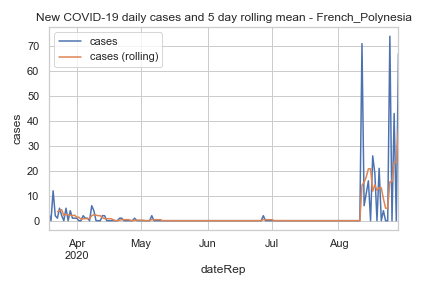 New COVID-19 daily cases and 5 day rolling mean - French_Polynesia
cases
cases (rolling)
70
60
50
40
30
20
10
0
cases
Apr
2020
May
Jun
Jul
Aug
dateRep